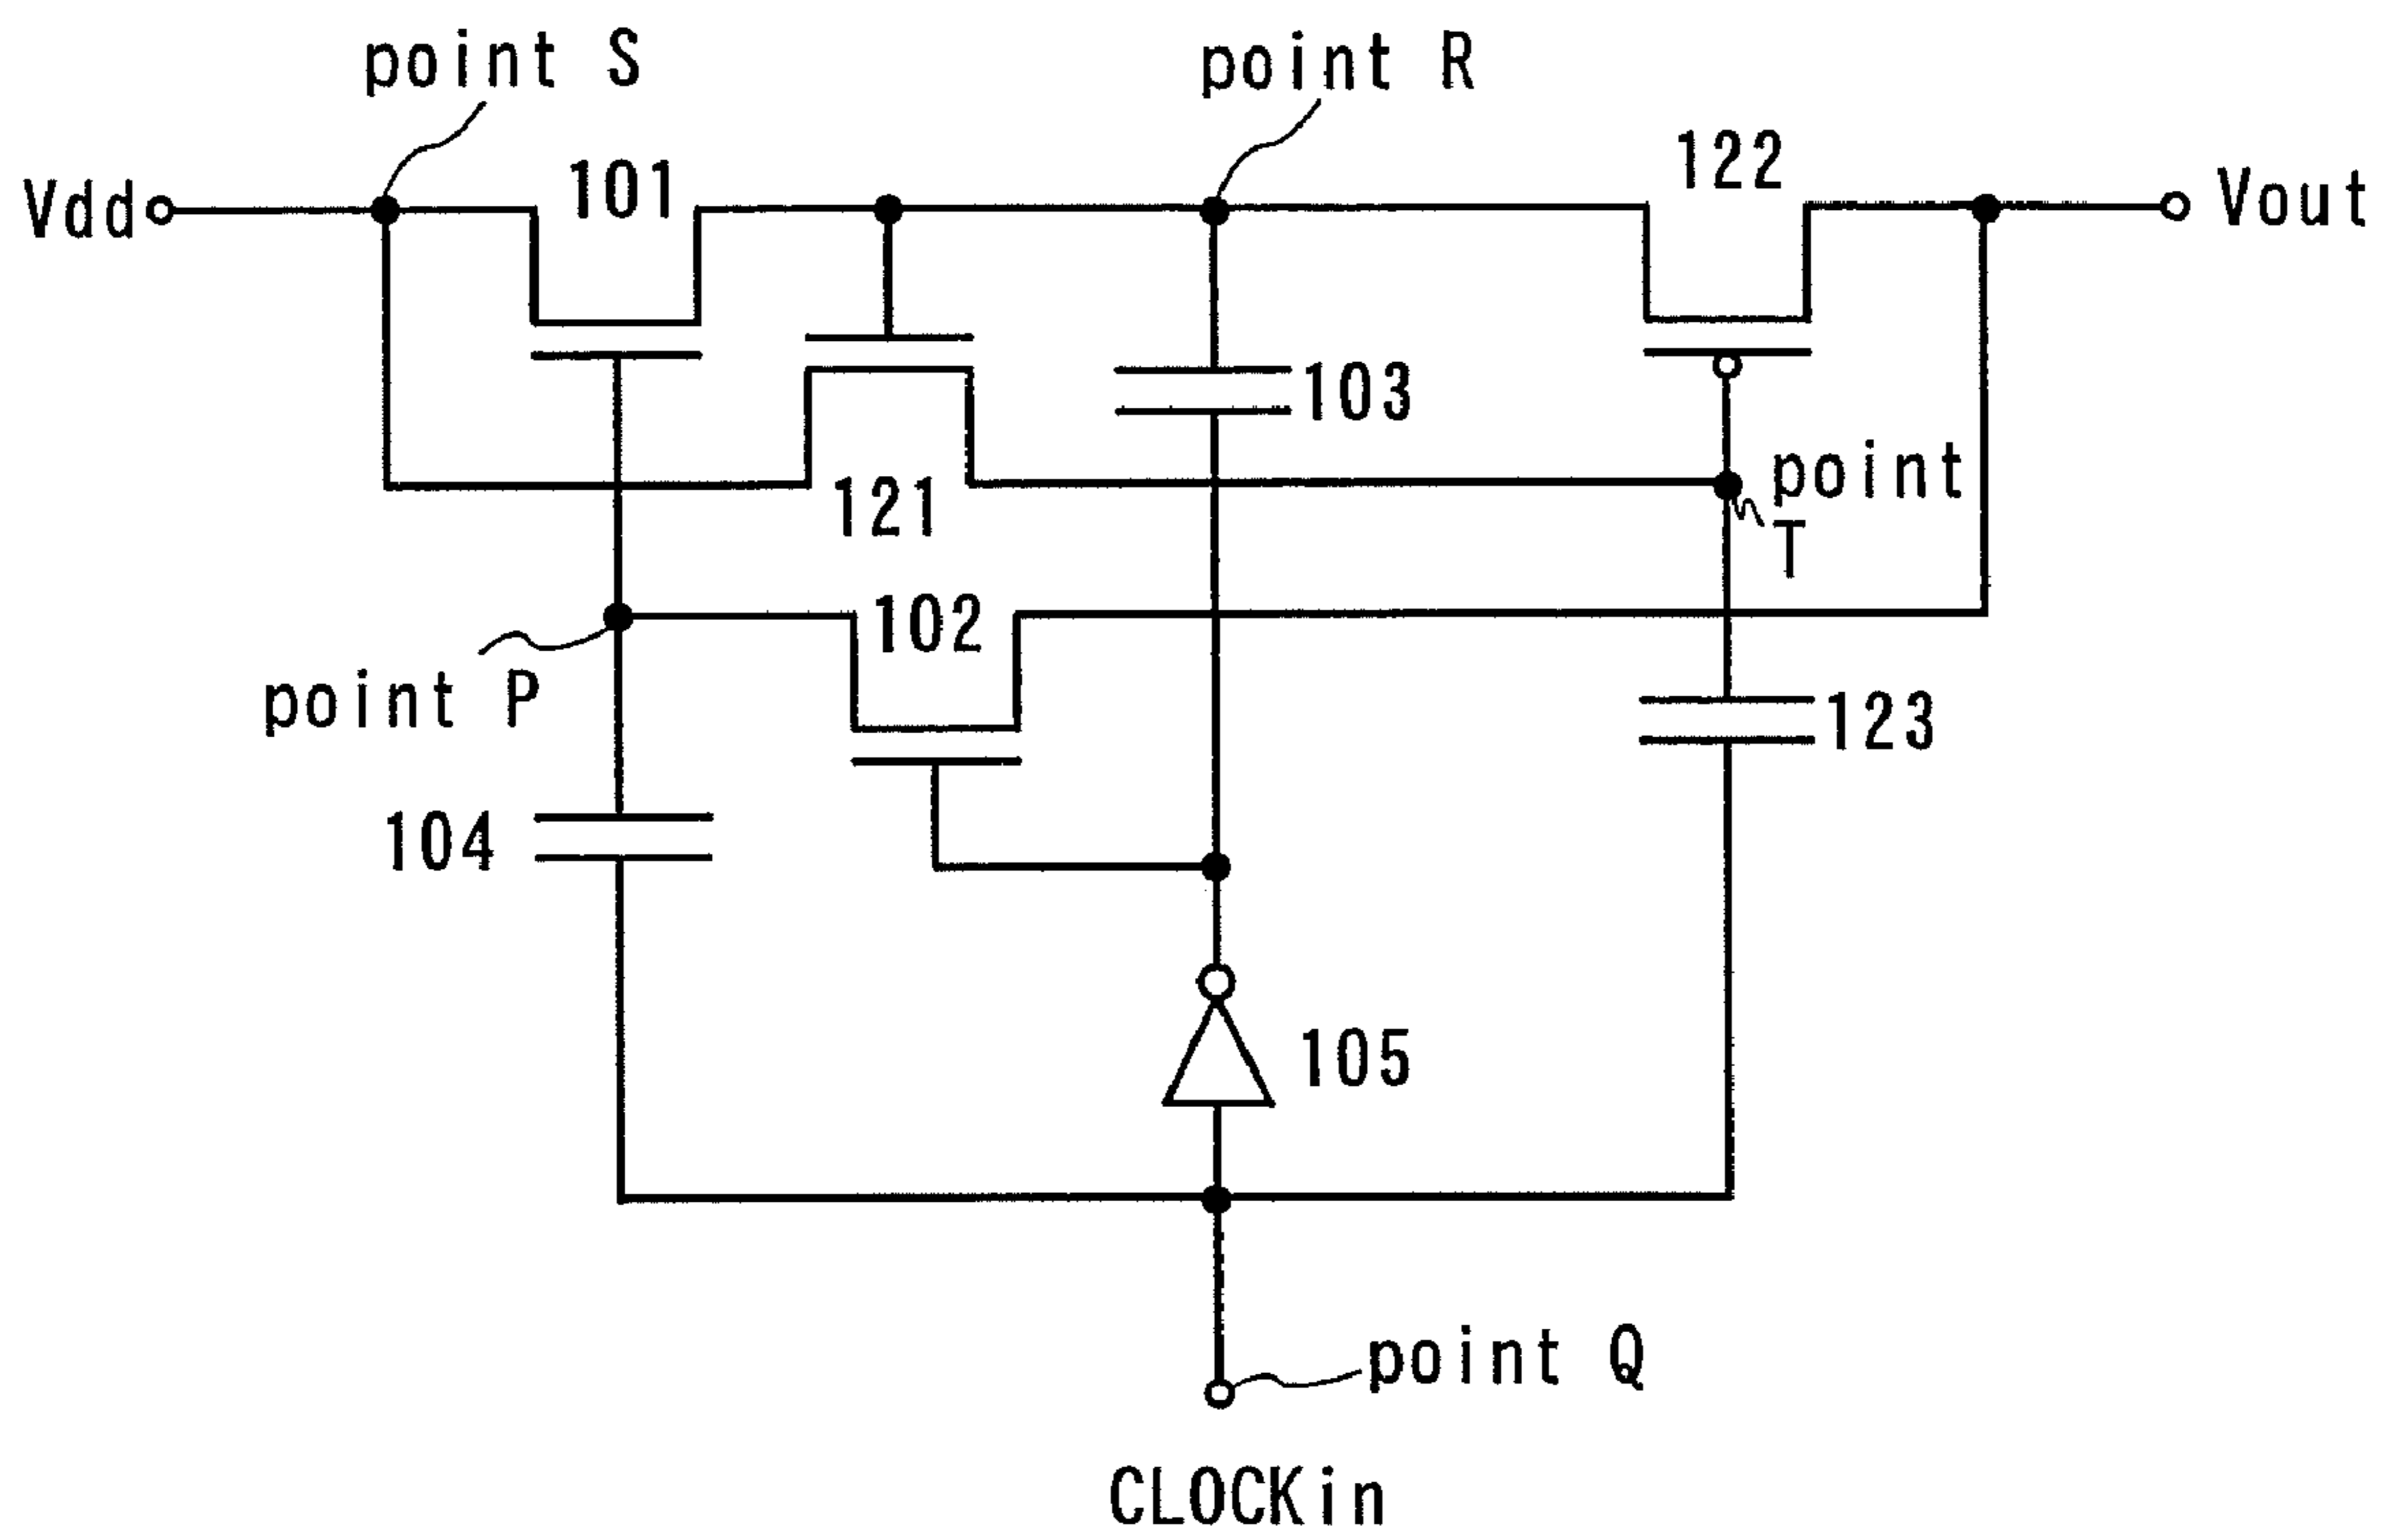 point S
point R
122
101
Vdd
Vout
103
point
T
121
102
point P
123
104
105
point Q
CLOCKin